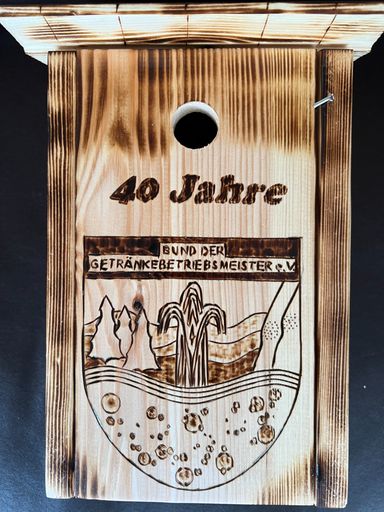 40 Jahre
BUND DER
GETRÄNKEBETRIEBSMEISTER e.V.